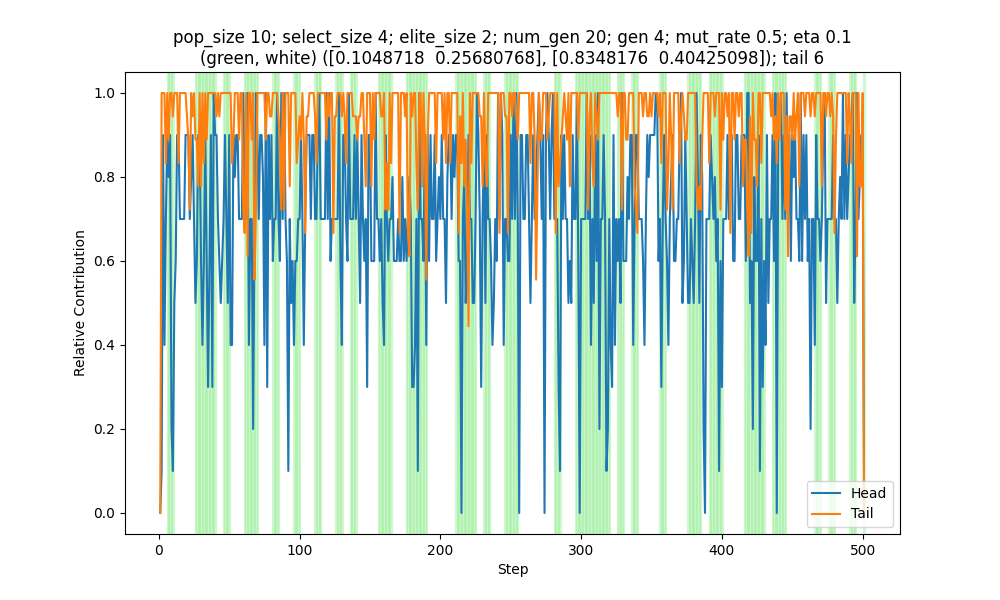 pop_size 10; select_size 4; elite_size 2; num_gen 20; gen 4; mut_rate 0.5; eta 0.1
(green, white) ([0.1048718  0.25680768], [0.8348176  0.40425098]); tail 6
1.0
0.8
0.6
0.4
0.2
0.0
Relative Contribution
Head
Tail
0
100
200
300
400
500
Step